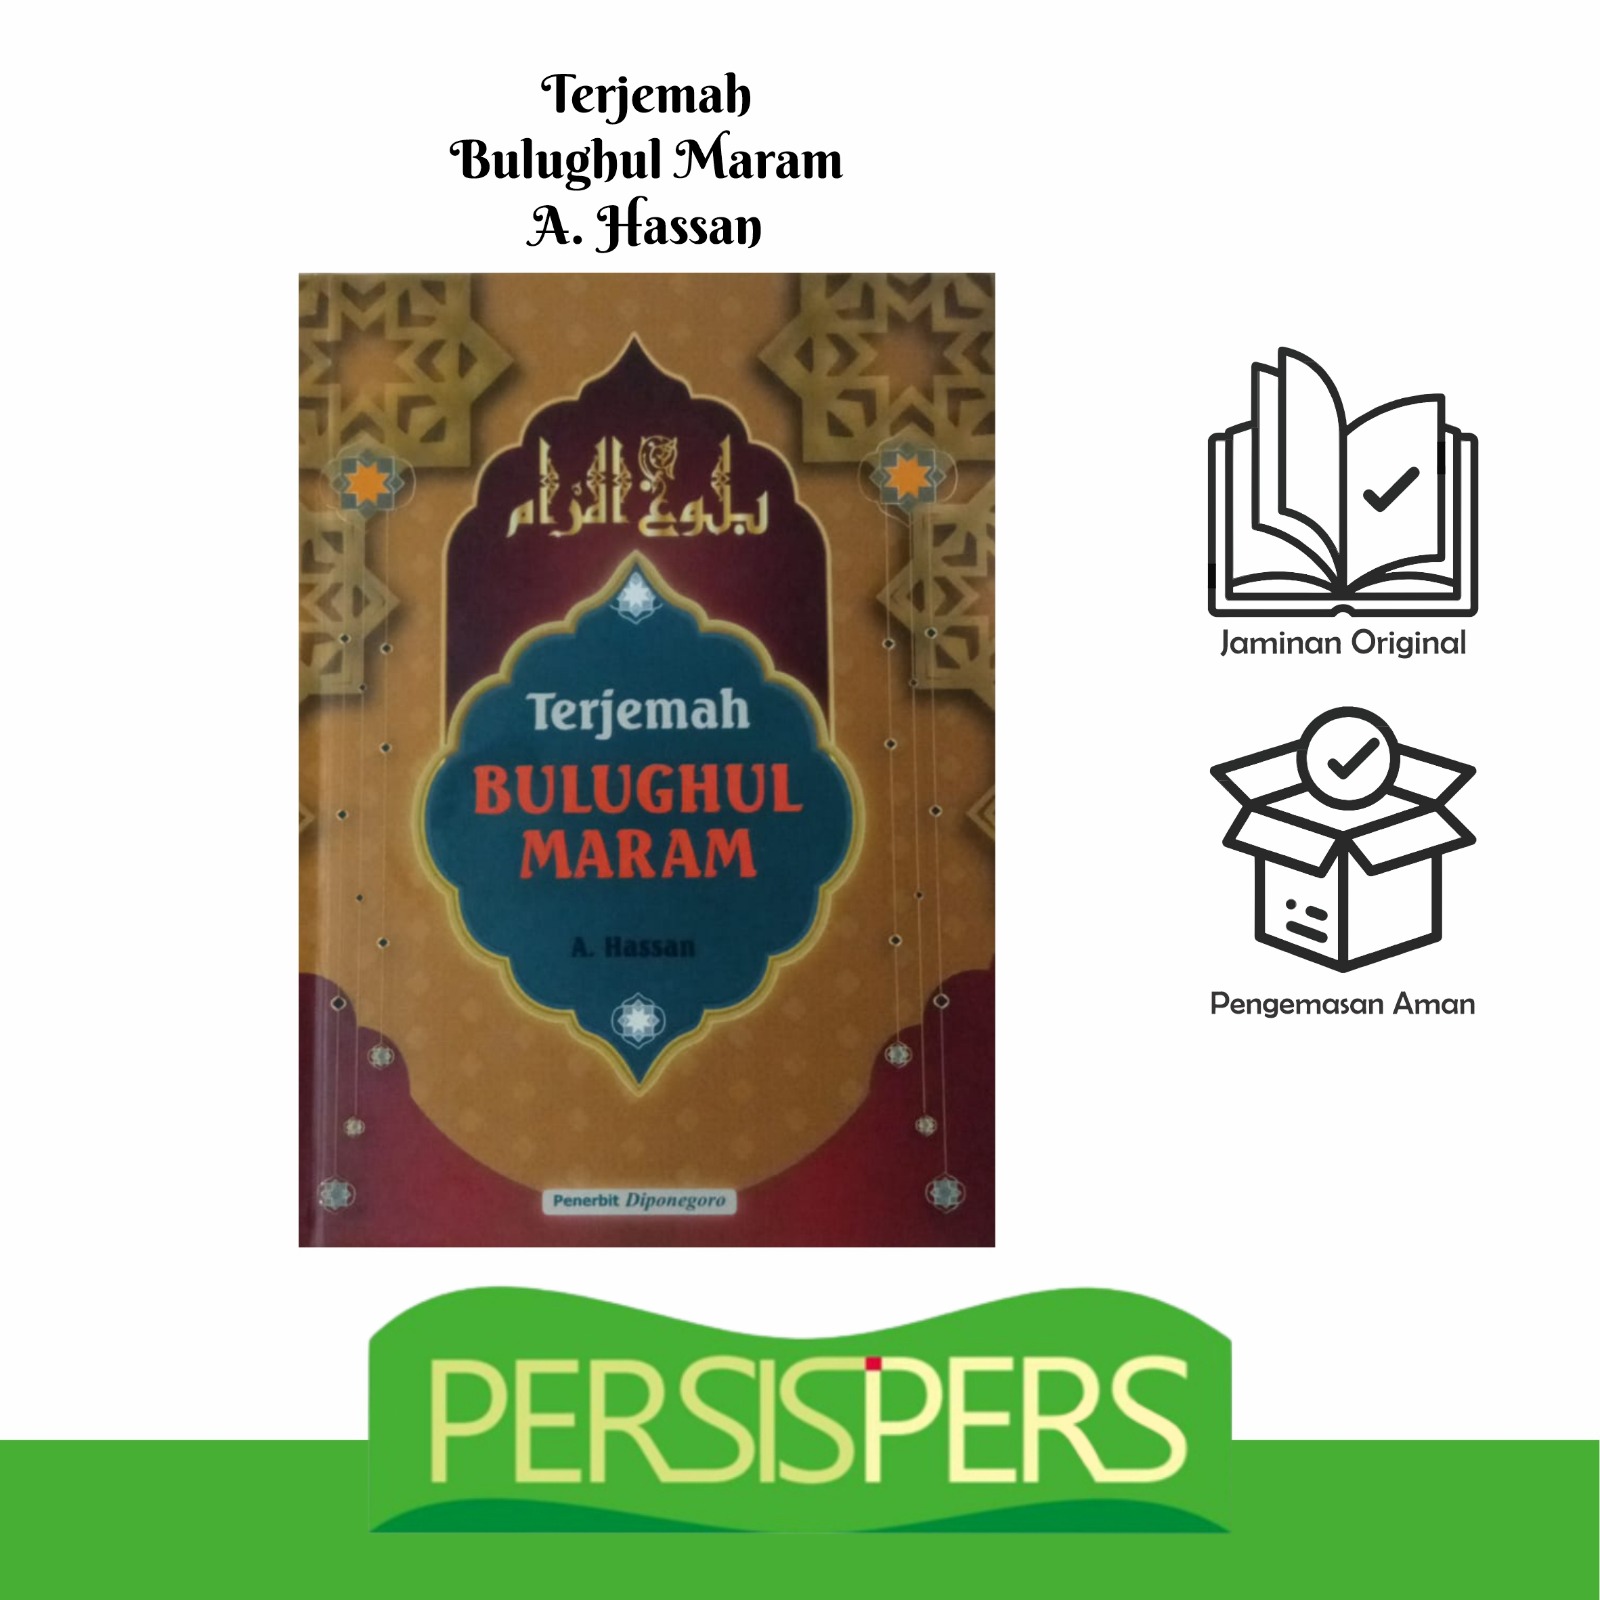 Terjemah
Bulughul Maram
A. Hassan
بلوغ المرام
Terjemah
BULUGHUL
MARAM
A. Hassan
Penerbit Diponegoro
Jaminan Original
Pengemasan Aman
PERSISPERS